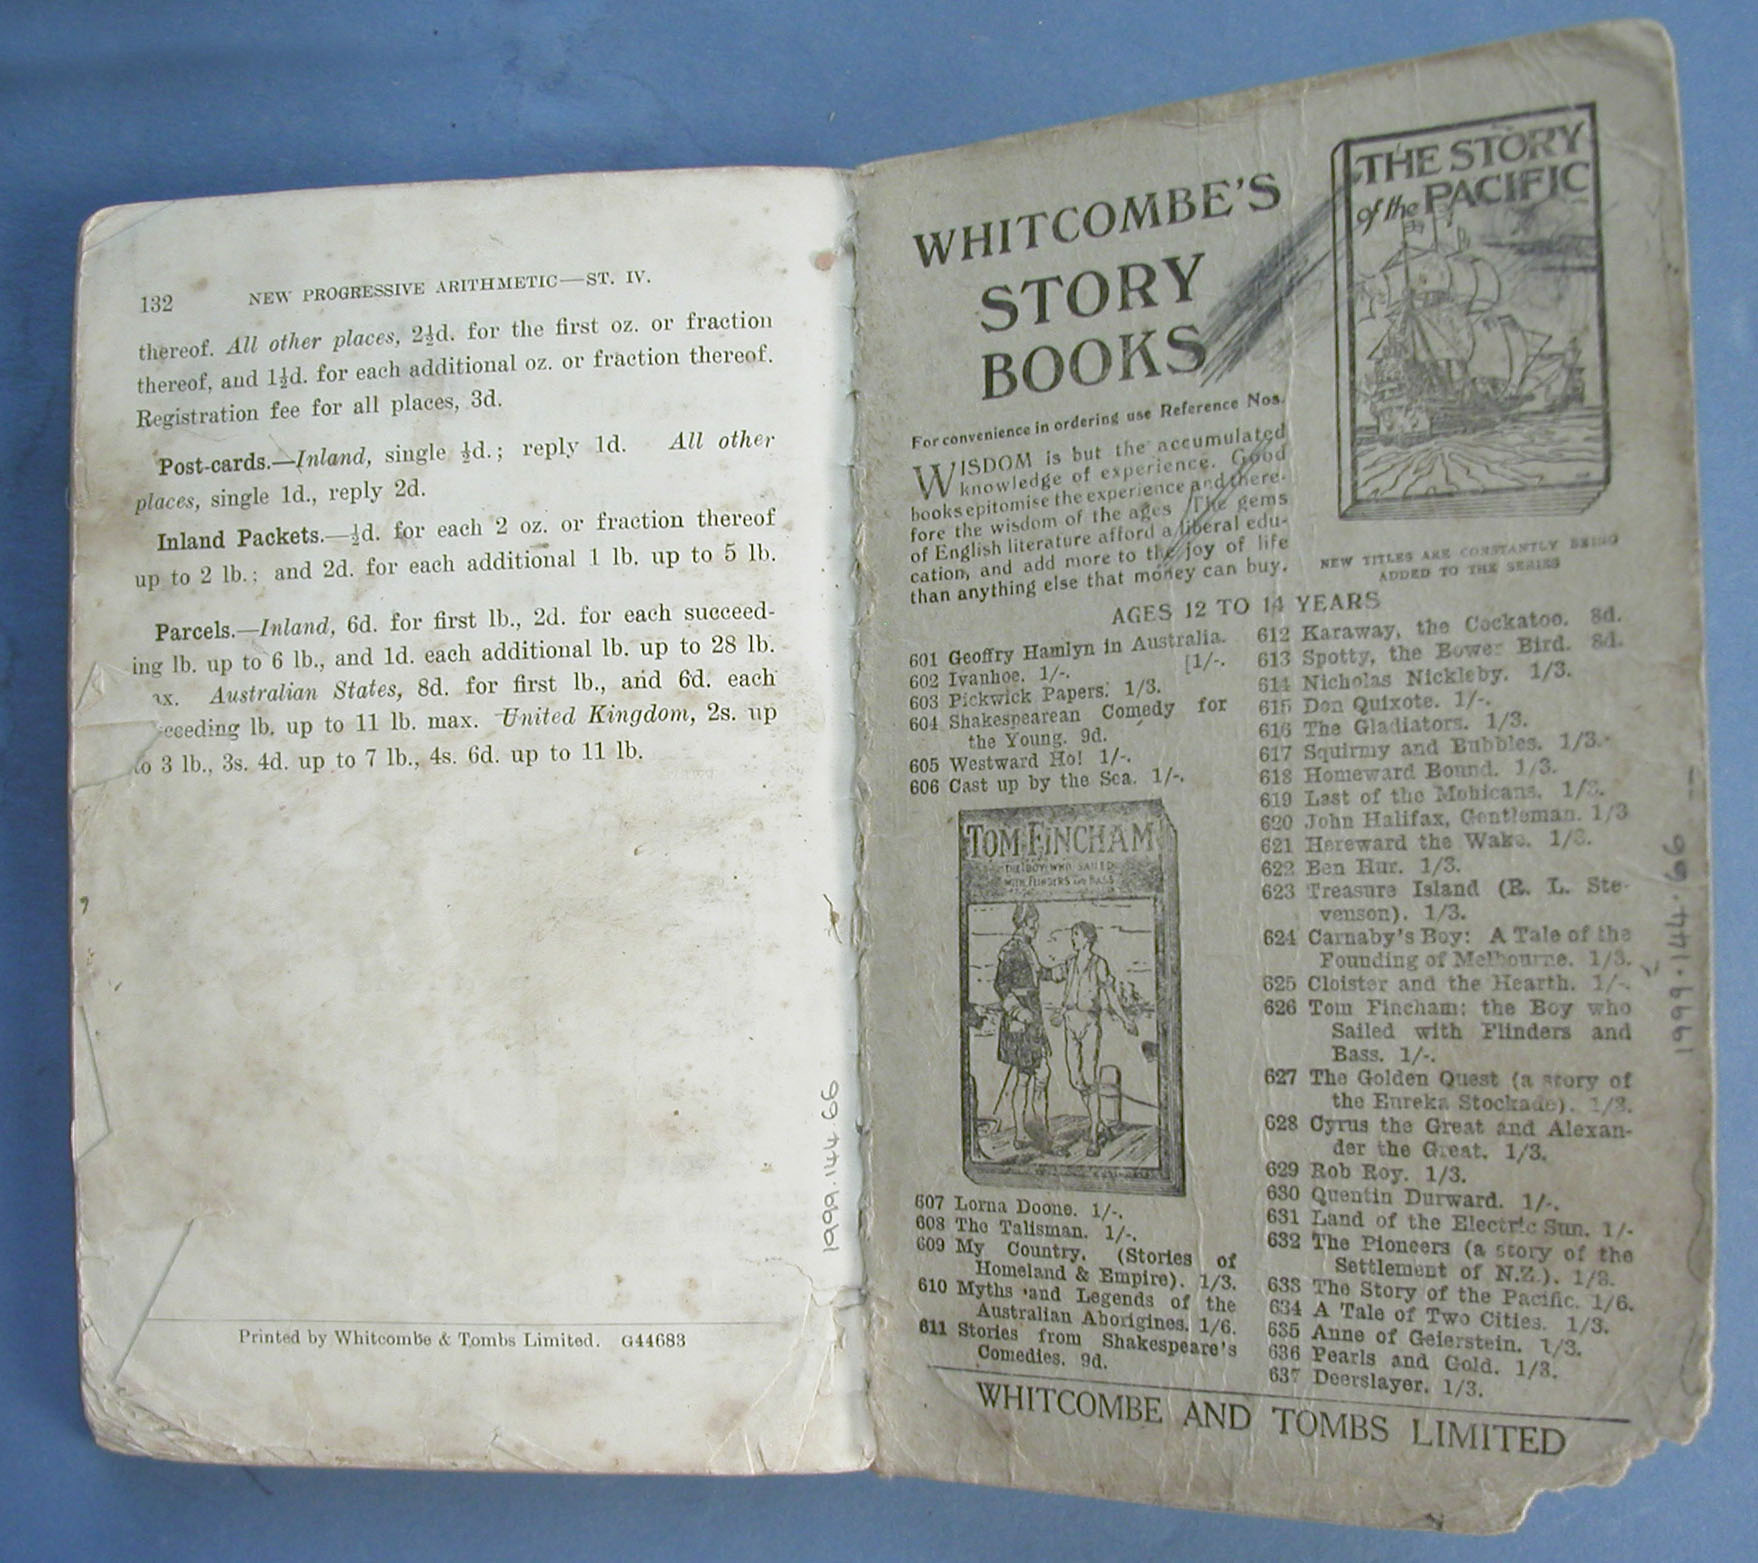 132 NEW PROGRESSIVE ARITHMETIC—ST. IV.
thereof. All other places, 2½d. for the first oz. or fraction
thereof, and 1½d. for each additional oz. or fraction thereof.
Registration fee for all places, 3d.
Post-cards.—Inland, single ½d.; reply 1d. All other
places, single 1d., reply 2d.
Inland Packets.—½d. for each 2 oz. or fraction thereof
up to 2 lb.; and 2d. for each additional 1 lb. up to 5 lb.
Parcels.—Inland, 6d. for first lb., 2d. for each succeed-
ing lb. up to 6 lb., and 1d. each additional lb. up to 28 lb.
ax. Australian States, 8d. for first lb., and 6d. each
cceeding lb. up to 11 lb. max. United Kingdom, 2s. up
to 3 lb., 3s. 4d. up to 7 lb., 4s. 6d. up to 11 lb.
Printed by Whitcombe & Tombs Limited. G44683
1999.144.66
WHITCOMBE'S
STORY
BOOKS
For convenience in ordering use Reference Nos.
WISDOM is but the accumulated
knowledge of experience. Good
books epitomise the experience and there-
fore the wisdom of the ages The gems
of English literature afford a liberal edu-
cation, and add more to the joy of life
than anything else that money can buy.
THE STORY
of the PACIFIC
NEW TITLES ARE CONSTANTLY BEING
ADDED TO THE SERIES
AGES 12 TO 14 YEARS
601 Geoffry Hamlyn in Australia.
[1/-.
602 Ivanhoe. 1/-.
603 Pickwick Papers. 1/3.
604 Shakespearean Comedy for
the Young. 9d.
605 Westward Ho! 1/-.
606 Cast up by the Sea. 1/-.
TOM FINCHAM
THE BOY WHO SAILED
WITH FLINDERS AND BASS
607 Lorna Doone. 1/-.
608 The Talisman. 1/-.
609 My Country. (Stories of
Homeland & Empire). 1/3.
610 Myths and Legends of the
Australian Aborigines. 1/6.
611 Stories from Shakespeare's
Comedies. 9d.
612 Karaway, the Cockatoo. 8d.
613 Spotty, the Bower Bird. 8d.
614 Nicholas Nickleby. 1/3.
615 Don Quixote. 1/-.
616 The Gladiators. 1/3.
617 Squirmy and Bubbles. 1/3.
618 Homeward Bound. 1/3.
619 Last of the Mohicans. 1/3.
620 John Halifax, Gentleman. 1/3
621 Hereward the Wake. 1/3.
622 Ben Hur. 1/3.
623 Treasure Island (R. L. Ste-
venson). 1/3.
624 Carnaby's Boy: A Tale of the
Founding of Melbourne. 1/3.
625 Cloister and the Hearth. 1/-.
626 Tom Fincham: the Boy who
Sailed with Flinders and
Bass. 1/-.
627 The Golden Quest (a story of
the Eureka Stockade). 1/3.
628 Cyrus the Great and Alexan-
der the Great. 1/3.
629 Rob Roy. 1/3.
630 Quentin Durward. 1/-.
631 Land of the Electric Sun. 1/-
632 The Pioneers (a story of the
Settlement of N.Z.). 1/3.
633 The Story of the Pacific. 1/6.
634 A Tale of Two Cities. 1/3.
635 Anne of Geierstein. 1/3.
636 Pearls and Gold. 1/3.
637 Deerslayer. 1/3.
WHITCOMBE AND TOMBS LIMITED
1999.144.66